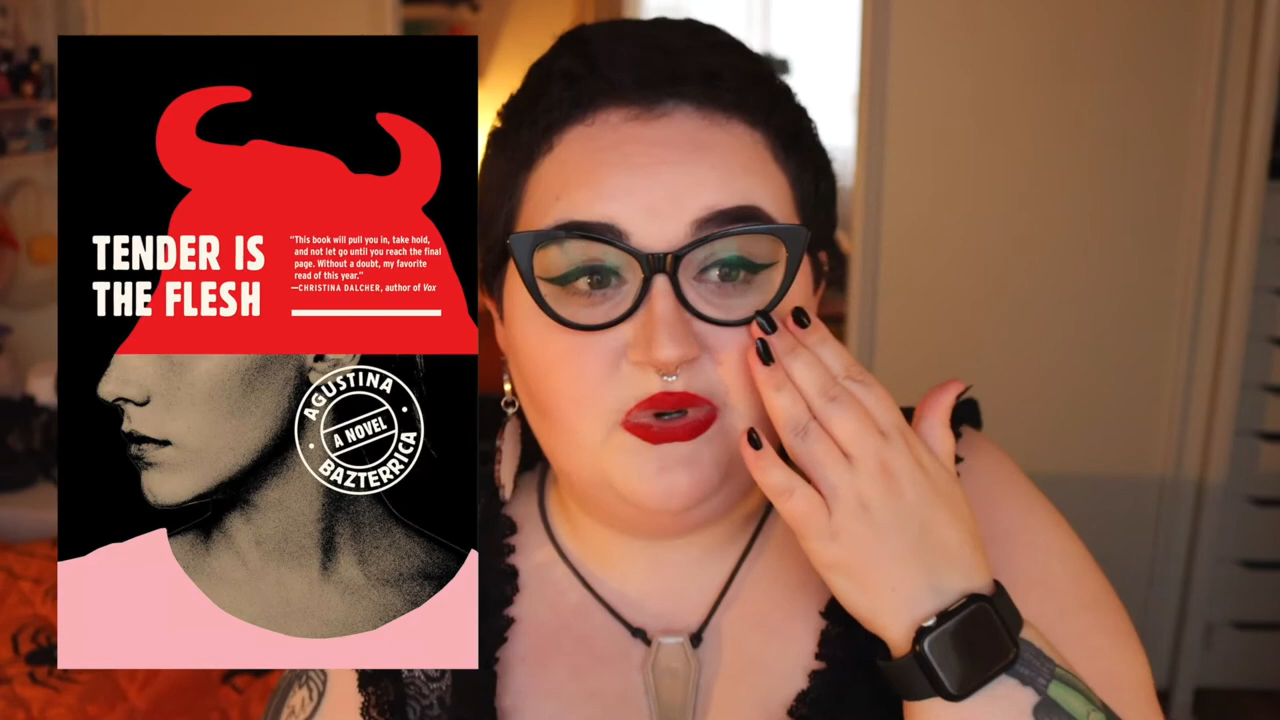 TENDER IS
THE FLESH
“This book will pull you in, take hold,
and not let go until you reach the final
page. Without a doubt, my favorite
read of this year.”
—CHRISTINA DALCHER, author of Vox
AGUSTINA
A NOVEL
BAZTERRICA